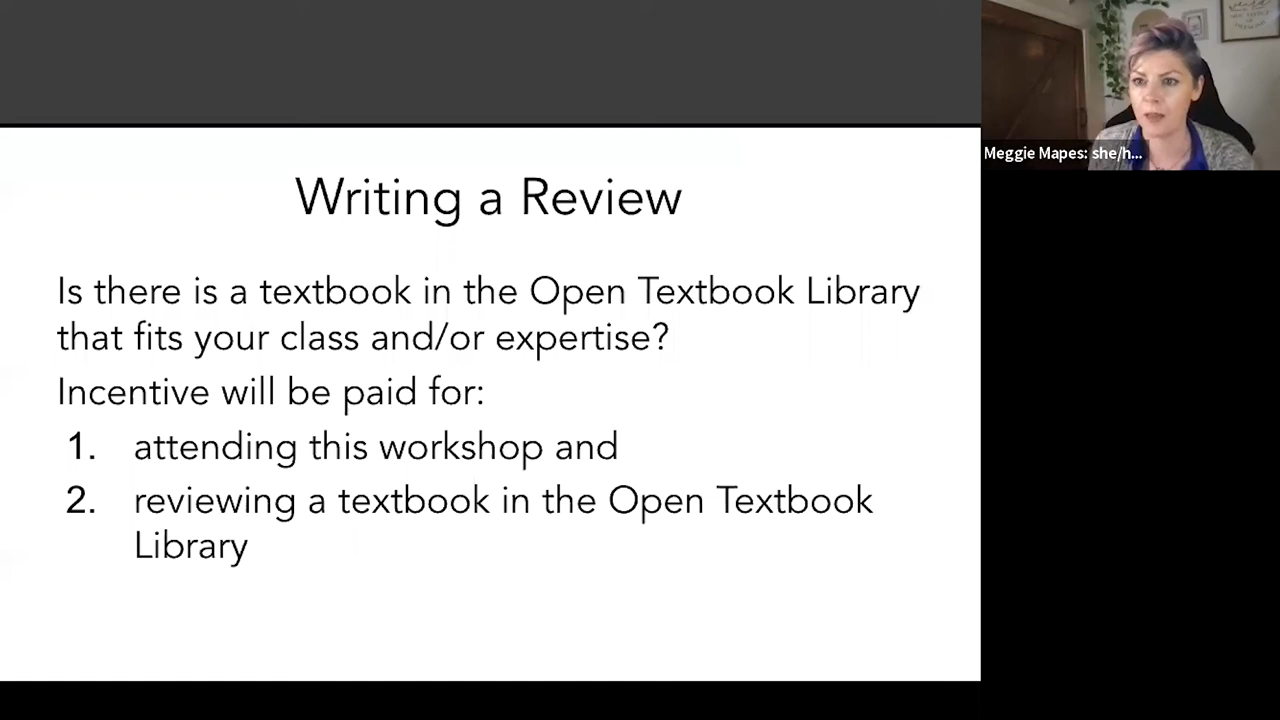 Writing a Review
Is there is a textbook in the Open Textbook Library
that fits your class and/or expertise?
Incentive will be paid for:
1. attending this workshop and
2. reviewing a textbook in the Open Textbook
Library
Meggie Mapes: she/h...